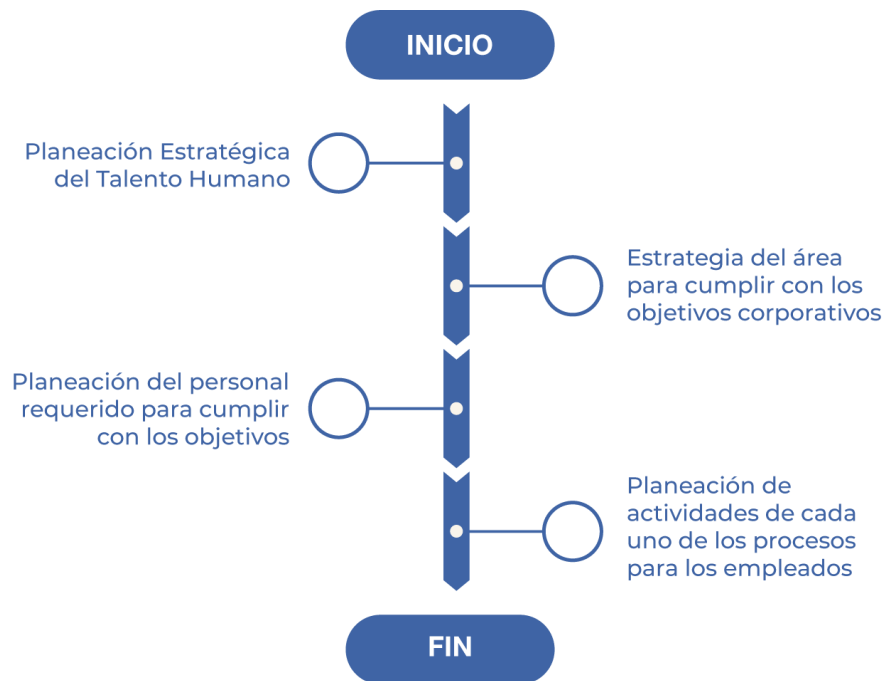 INICIO
Planeación Estratégica
del Talento Humano
Estrategia del área
para cumplir con los
objetivos corporativos
Planeación del personal
requerido para cumplir
con los objetivos
Planeación de
actividades de cada
uno de los procesos
para los empleados
FIN